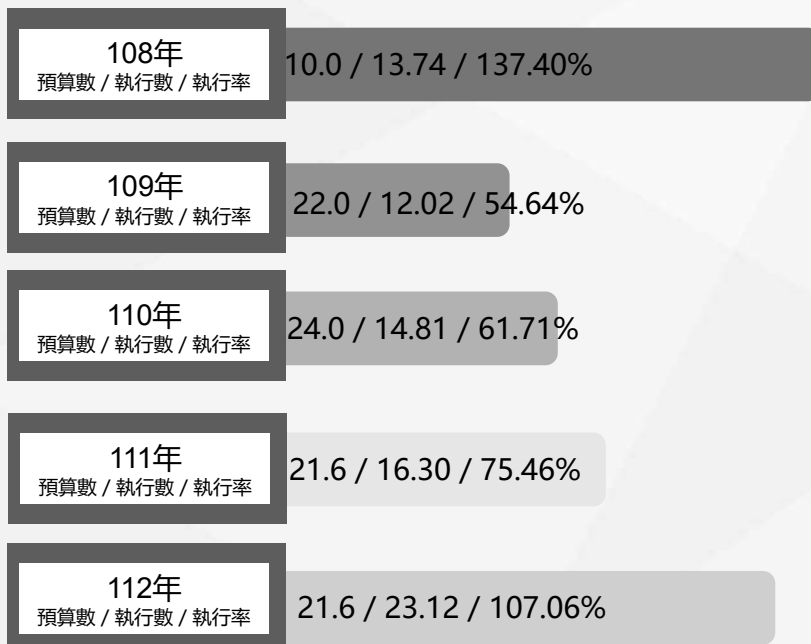 108年
預算數 / 執行數 / 執行率
10.0 / 13.74 / 137.40%
109年
預算數 / 執行數 / 執行率
22.0 / 12.02 / 54.64%
110年
預算數 / 執行數 / 執行率
24.0 / 14.81 / 61.71%
111年
預算數 / 執行數 / 執行率
21.6 / 16.30 / 75.46%
112年
預算數 / 執行數 / 執行率
21.6 / 23.12 / 107.06%